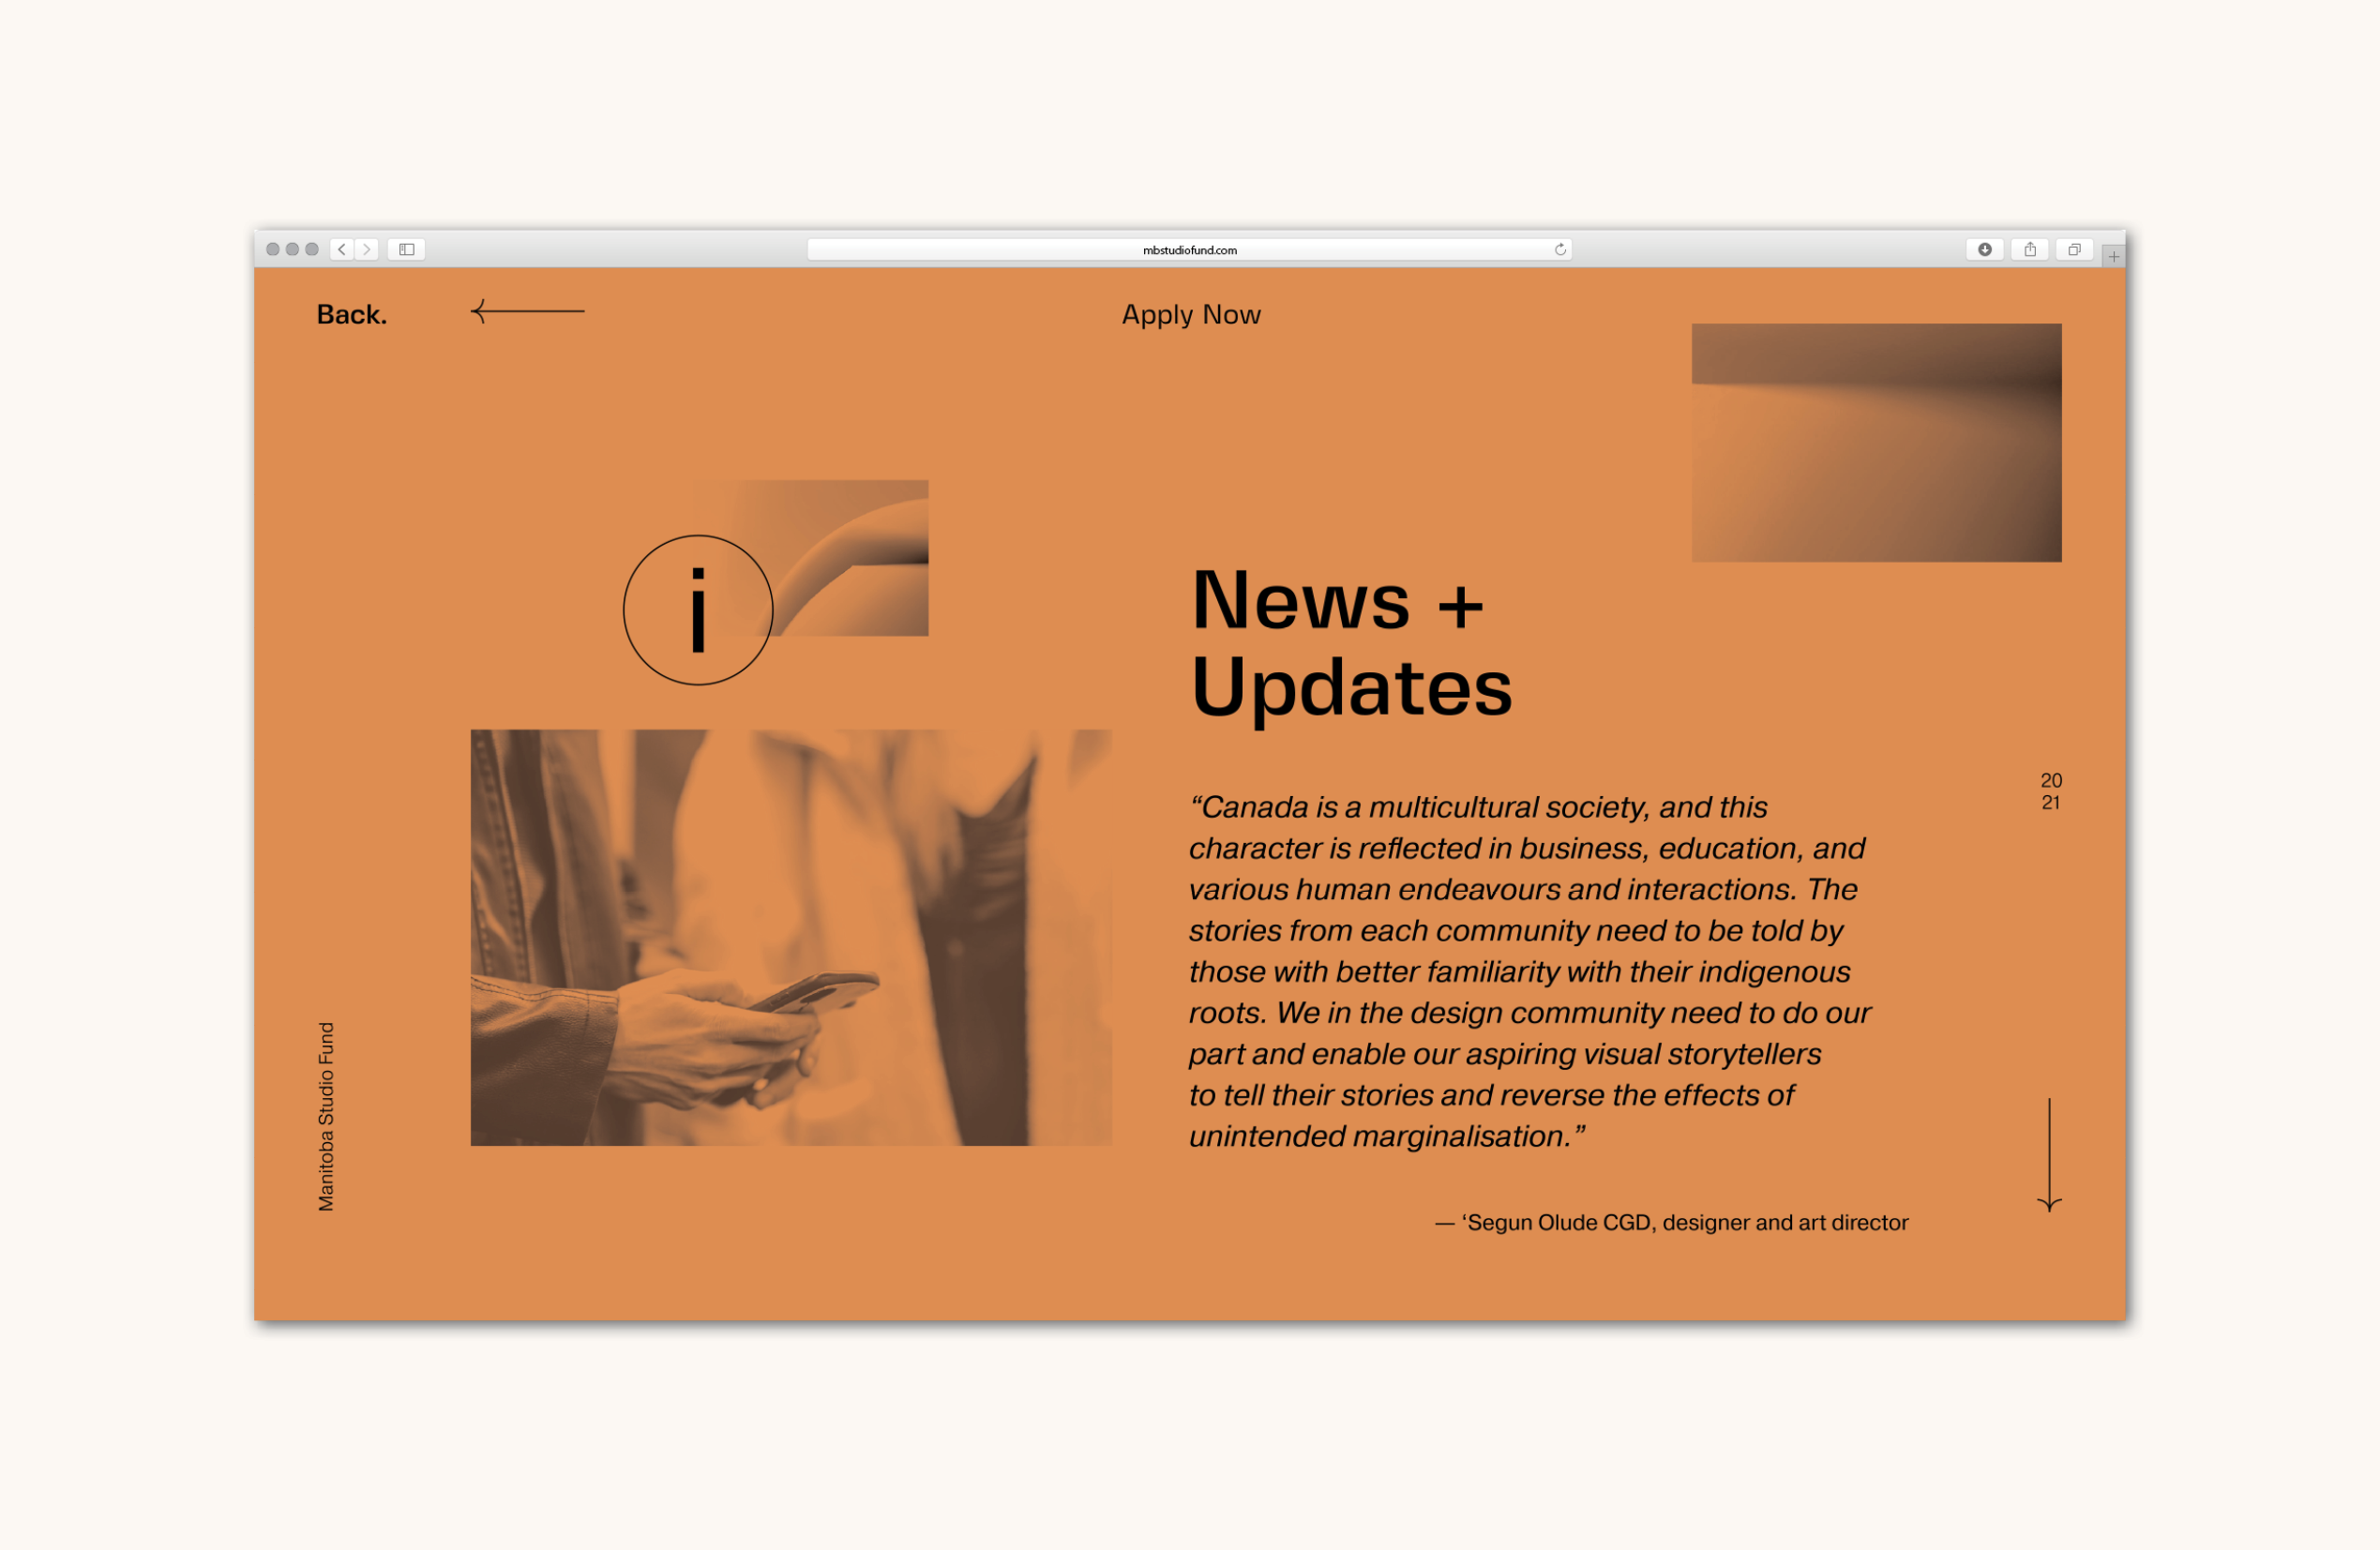 mbstudiofund.com
Back.
Apply Now
i
News +
Updates
20
21
“Canada is a multicultural society, and this
character is reflected in business, education, and
various human endeavours and interactions. The
stories from each community need to be told by
those with better familiarity with their indigenous
roots. We in the design community need to do our
part and enable our aspiring visual storytellers
to tell their stories and reverse the effects of
unintended marginalisation.”
— ‘Segun Olude CGD, designer and art director
Manitoba Studio Fund